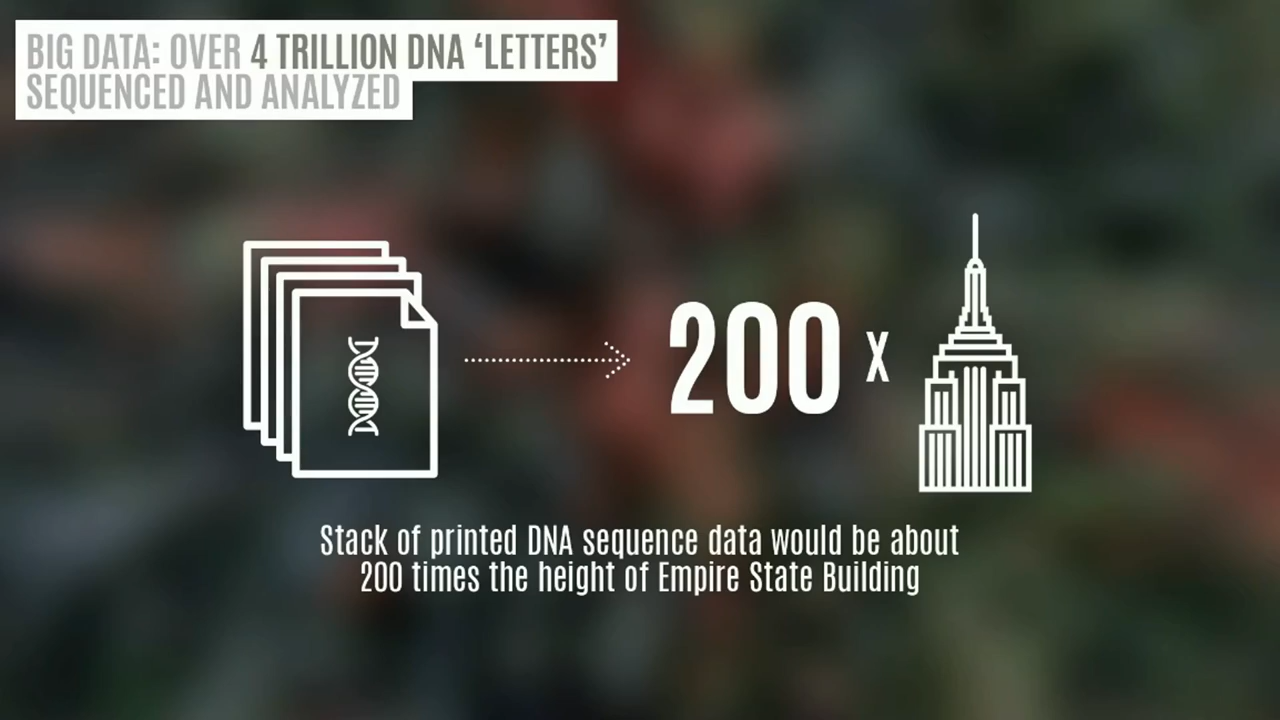 BIG DATA: OVER 4 TRILLION DNA ‘LETTERS’
SEQUENCED AND ANALYZED
200 X
Stack of printed DNA sequence data would be about
200 times the height of Empire State Building